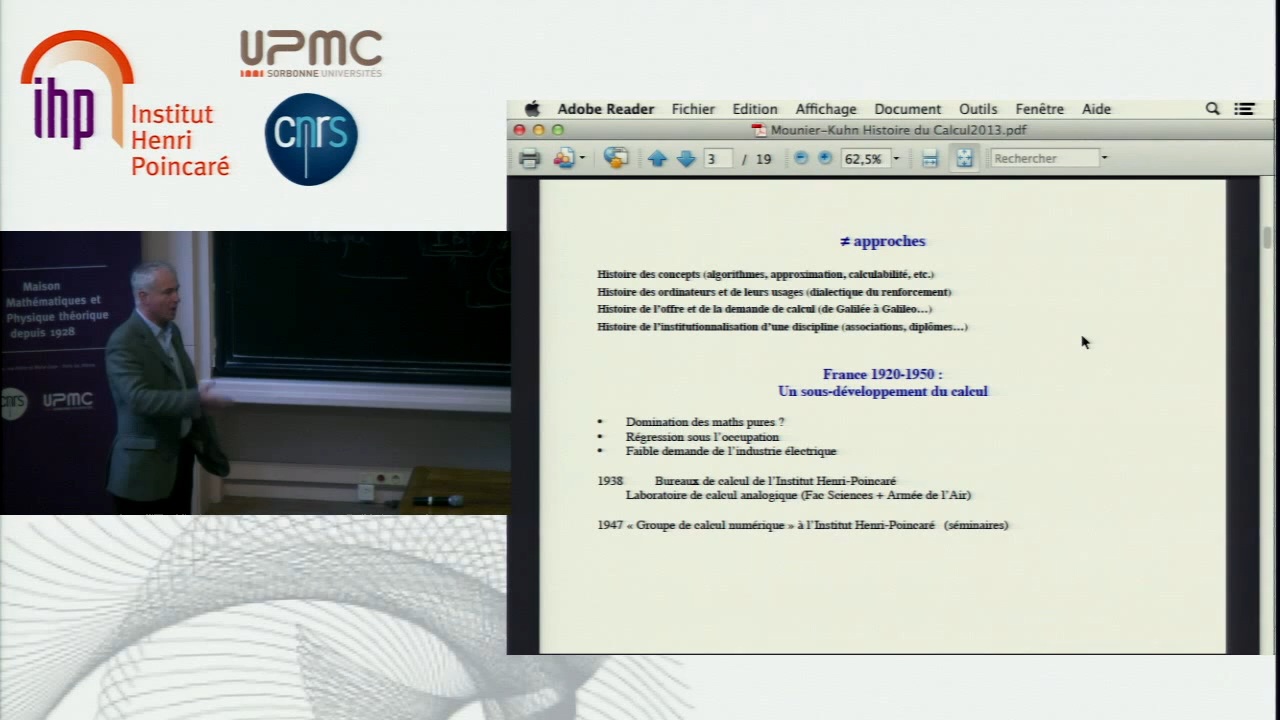 ihp
Institut
Henri
Poincaré
UPMC
SORBONNE UNIVERSITÉS
cnrs
Maison
Mathématiques et
Physique théorique
depuis 1928
cnrs
UPMC
Adobe Reader Fichier Edition Affichage Document Outils Fenêtre Aide
Mounier-Kuhn Histoire du Calcul2013.pdf
3 / 19 62,5% Rechercher
≠ approches
Histoire des concepts (algorithmes, approximation, calculabilité, etc.)
Histoire des ordinateurs et de leurs usages (dialectique du renforcement)
Histoire de l'offre et de la demande de calcul (de Galilée à Galileo...)
Histoire de l'institutionnalisation d'une discipline (associations, diplômes...)
France 1920-1950 :
Un sous-développement du calcul
• Domination des maths pures ?
• Régression sous l'occupation
• Faible demande de l'industrie électrique
1938 Bureaux de calcul de l'Institut Henri-Poincaré
Laboratoire de calcul analogique (Fac Sciences + Armée de l'Air)
1947 « Groupe de calcul numérique » à l'Institut Henri-Poincaré (séminaires)